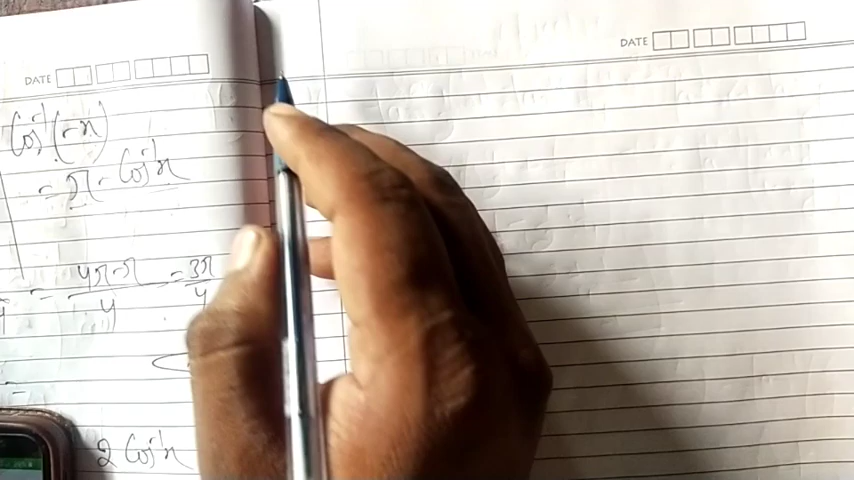 DATE
cos⁻¹(-x)
= π - cos⁻¹x
= 4π-π/4 = 3π/4
2 cos⁻¹x
DATE